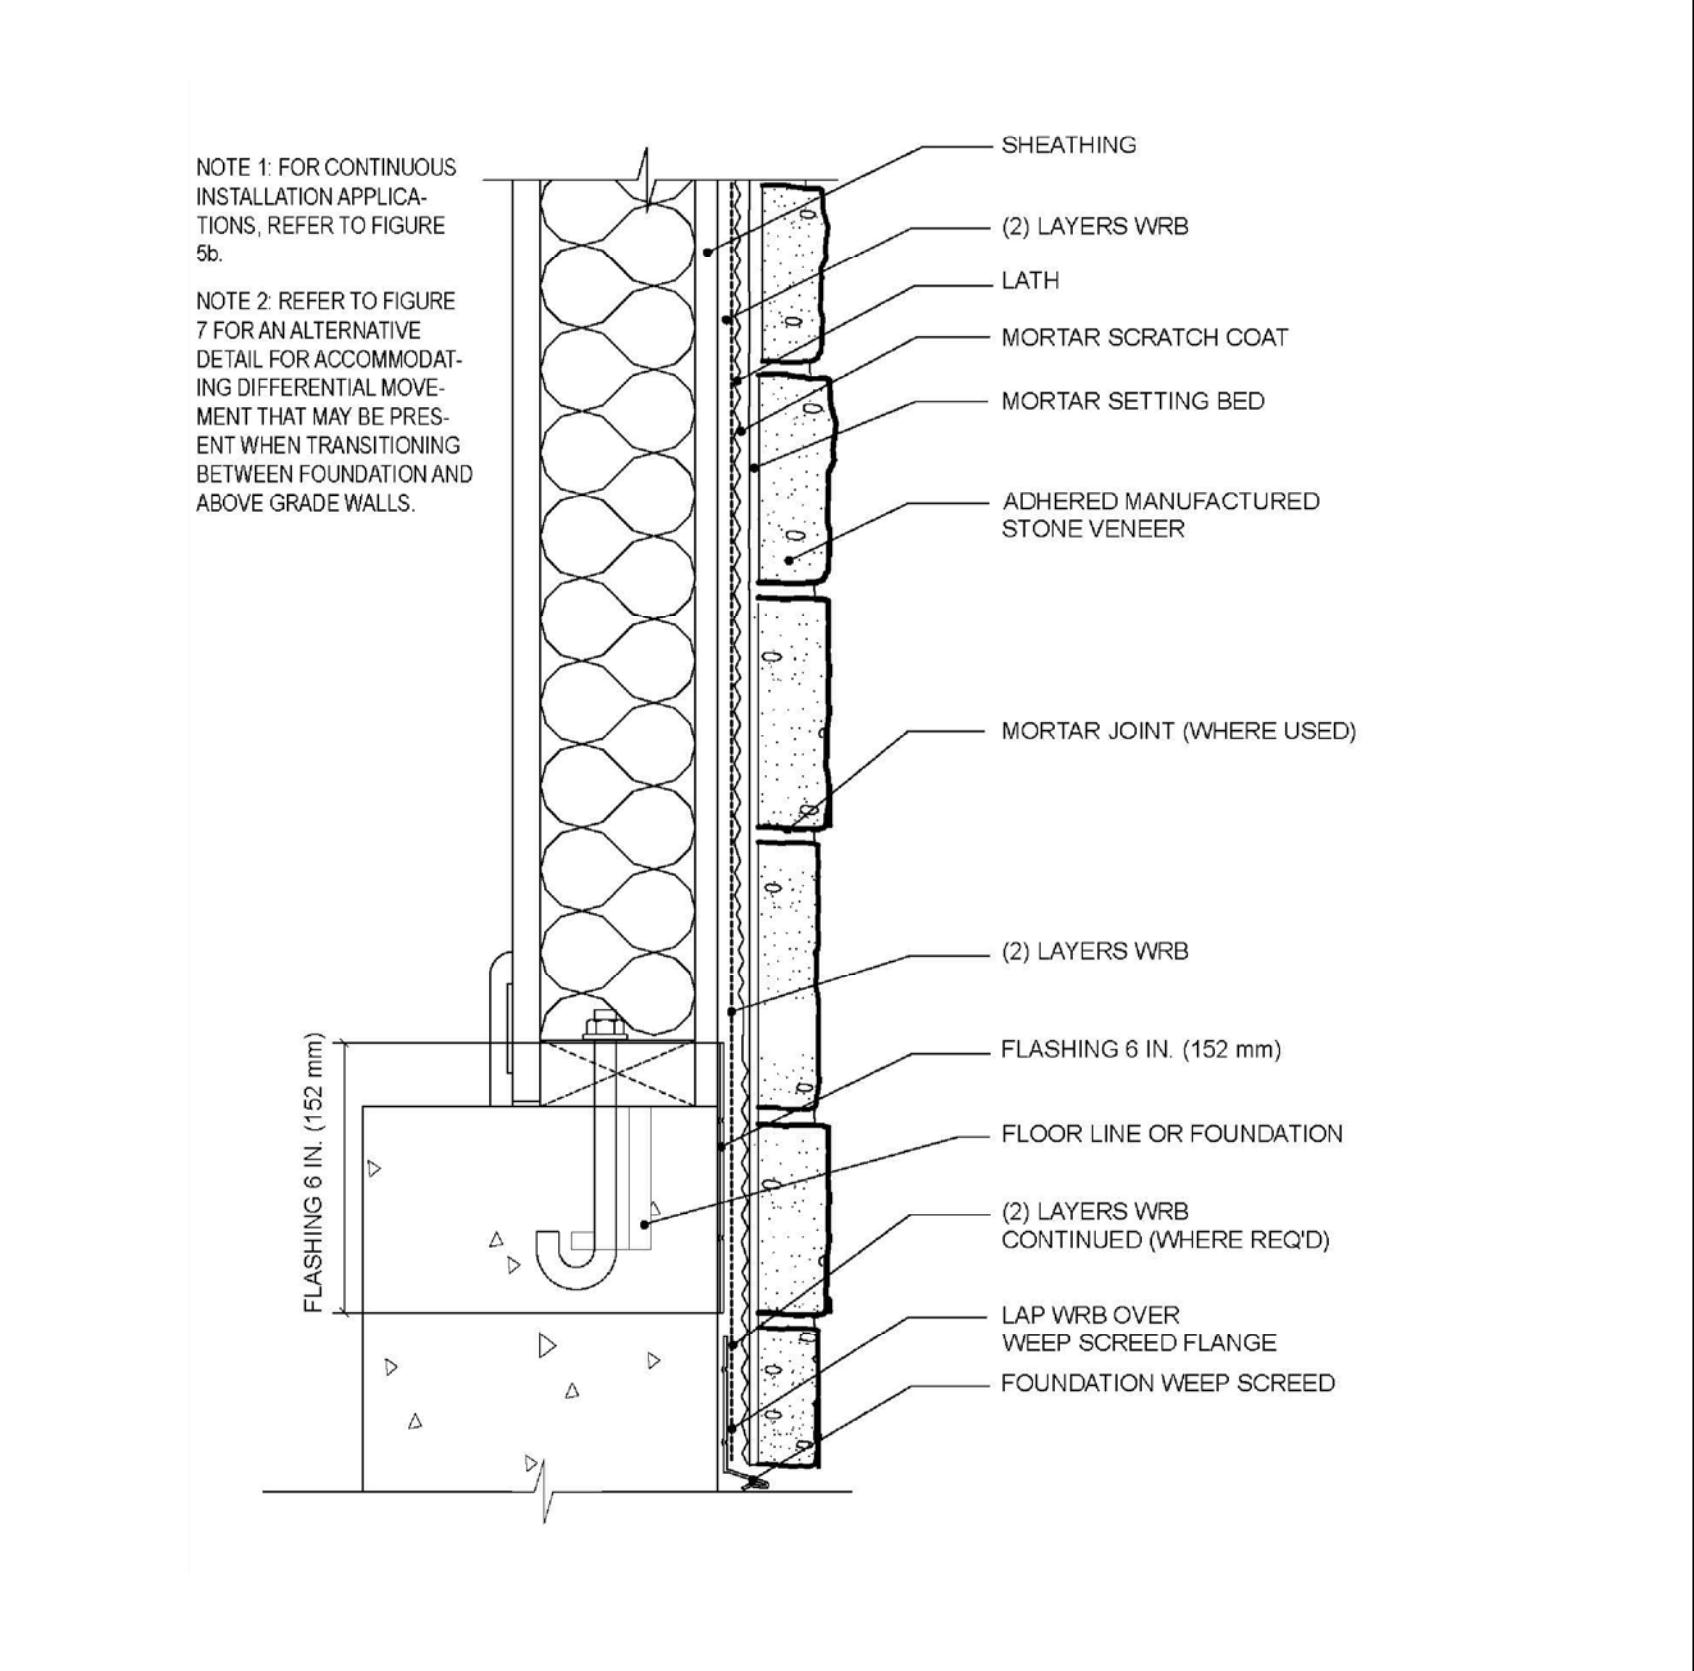 NOTE 1: FOR CONTINUOUS
INSTALLATION APPLICA-
TIONS, REFER TO FIGURE
5b.
NOTE 2: REFER TO FIGURE
7 FOR AN ALTERNATIVE
DETAIL FOR ACCOMMODAT-
ING DIFFERENTIAL MOVE-
MENT THAT MAY BE PRES-
ENT WHEN TRANSITIONING
BETWEEN FOUNDATION AND
ABOVE GRADE WALLS.
SHEATHING
(2) LAYERS WRB
LATH
MORTAR SCRATCH COAT
MORTAR SETTING BED
ADHERED MANUFACTURED
STONE VENEER
MORTAR JOINT (WHERE USED)
(2) LAYERS WRB
FLASHING 6 IN. (152 mm)
FLOOR LINE OR FOUNDATION
(2) LAYERS WRB
CONTINUED (WHERE REQ'D)
LAP WRB OVER
WEEP SCREED FLANGE
FOUNDATION WEEP SCREED
FLASHING 6 IN. (152 mm)